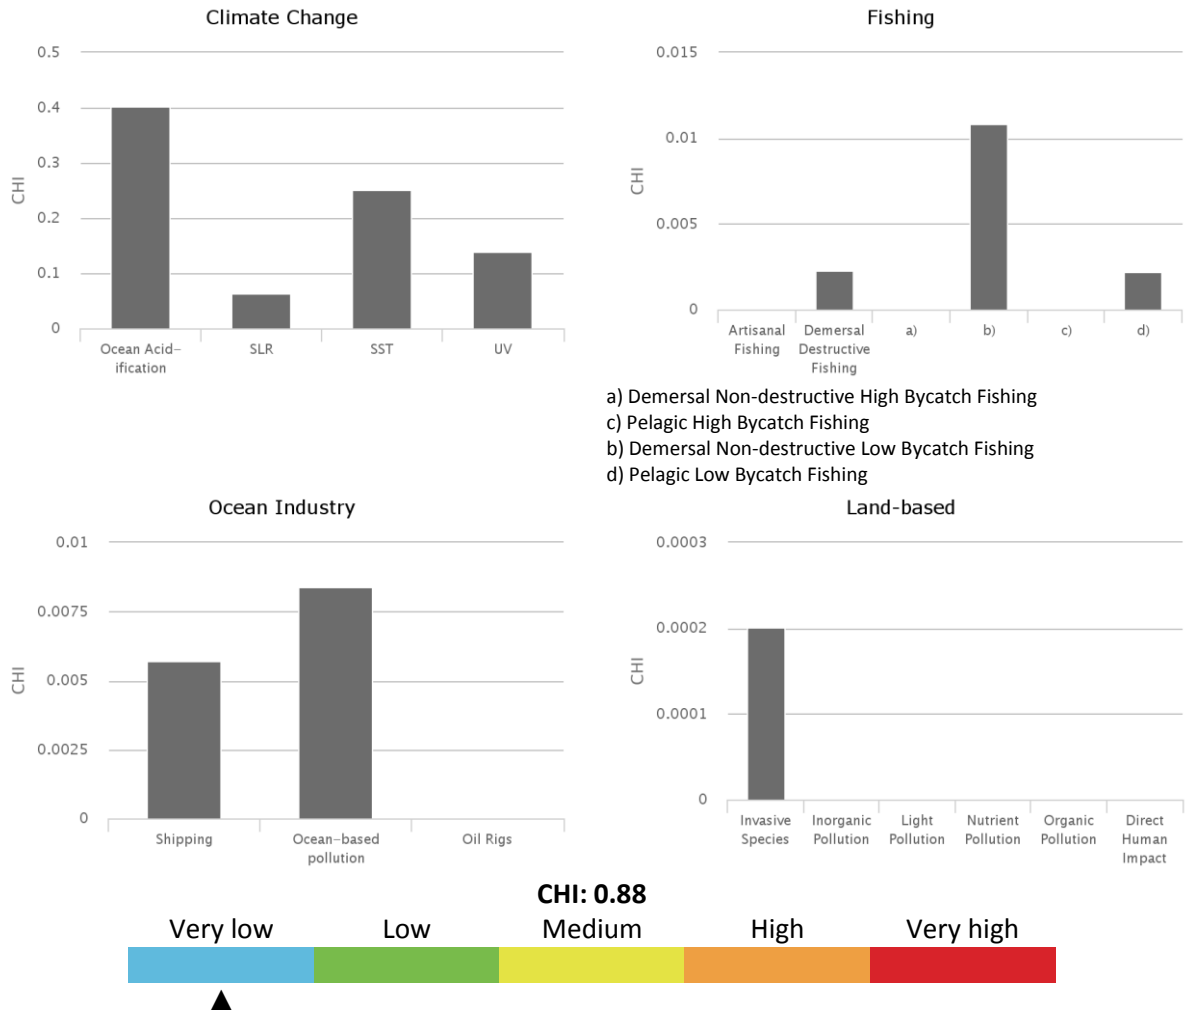 Climate Change
0.5
0.4
0.3
0.2
0.1
0
CHI
Ocean Acid–
ification
SLR
SST
UV
Fishing
0.015
0.01
0.005
0
CHI
Artisanal
Fishing
Demersal
Destructive
Fishing
a)
b)
c)
d)
a) Demersal Non-destructive High Bycatch Fishing
c) Pelagic High Bycatch Fishing
b) Demersal Non-destructive Low Bycatch Fishing
d) Pelagic Low Bycatch Fishing
Ocean Industry
0.01
0.0075
0.005
0.0025
0
CHI
Shipping
Ocean–based
pollution
Oil Rigs
Land-based
0.0003
0.0002
0.0001
0
CHI
Invasive
Species
Inorganic
Pollution
Light
Pollution
Nutrient
Pollution
Organic
Pollution
Direct
Human
Impact
CHI: 0.88
Very low
Low
Medium
High
Very high